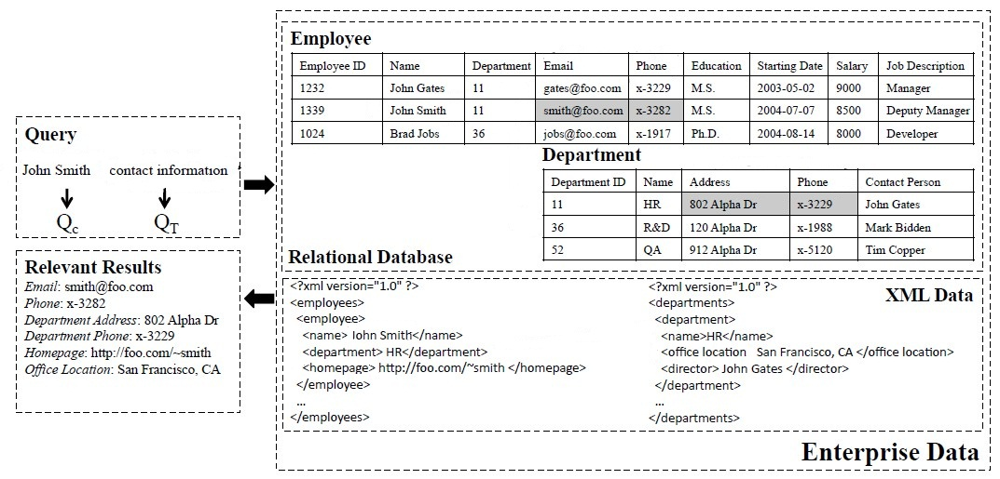 Query
John Smith contact information
Qc QT
Relevant Results
Email: smith@foo.com
Phone: x-3282
Department Address: 802 Alpha Dr
Department Phone: x-3229
Homepage: http://foo.com/~smith
Office Location: San Francisco, CA
Employee
Employee ID Name Department Email Phone Education Starting Date Salary Job Description
1232 John Gates 11 gates@foo.com x-3229 M.S. 2003-05-02 9000 Manager
1339 John Smith 11 smith@foo.com x-3282 M.S. 2004-07-07 8500 Deputy Manager
1024 Brad Jobs 36 jobs@foo.com x-1917 Ph.D. 2004-08-14 8000 Developer
Department
Department ID Name Address Phone Contact Person
11 HR 802 Alpha Dr x-3229 John Gates
36 R&D 120 Alpha Dr x-1988 Mark Bidden
52 QA 912 Alpha Dr x-5120 Tim Copper
Relational Database
<?xml version="1.0" ?>
<employees>
<employee>
<name> Iohn Smith</name>
<department> HR</department>
<homepage> http://foo.com/~smith </homepage>
</employee>
...
</employees>
<?xml version="1.0" ?>
<departments>
<department>
<name>HR</name>
<office location San Francisco, CA </office location>
<director> John Gates </director>
</department>
...
</departments>
XML Data
Enterprise Data